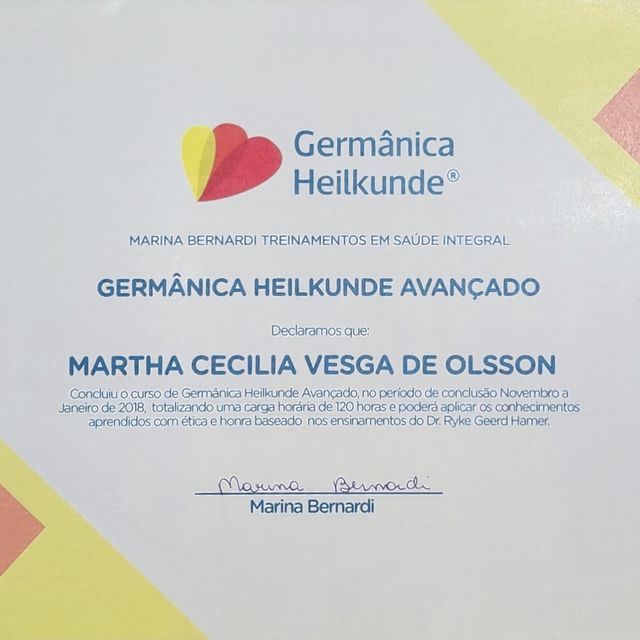 Germânica
Heilkunde®
MARINA BERNARDI TREINAMENTOS EM SAÚDE INTEGRAL
GERMÂNICA HEILKUNDE AVANÇADO
Declaramos que:
MARTHA CECILIA VESGA DE OLSSON
Concluiu o curso de Germânica Heilkunde Avançado, no período de conclusão Novembro a
Janeiro de 2018, totalizando uma carga horária de 120 horas e poderá aplicar os conhecimentos
aprendidos com ética e honra baseado nos ensinamentos do Dr. Ryke Geerd Hamer.
Marina Bernardi
Marina Bernardi